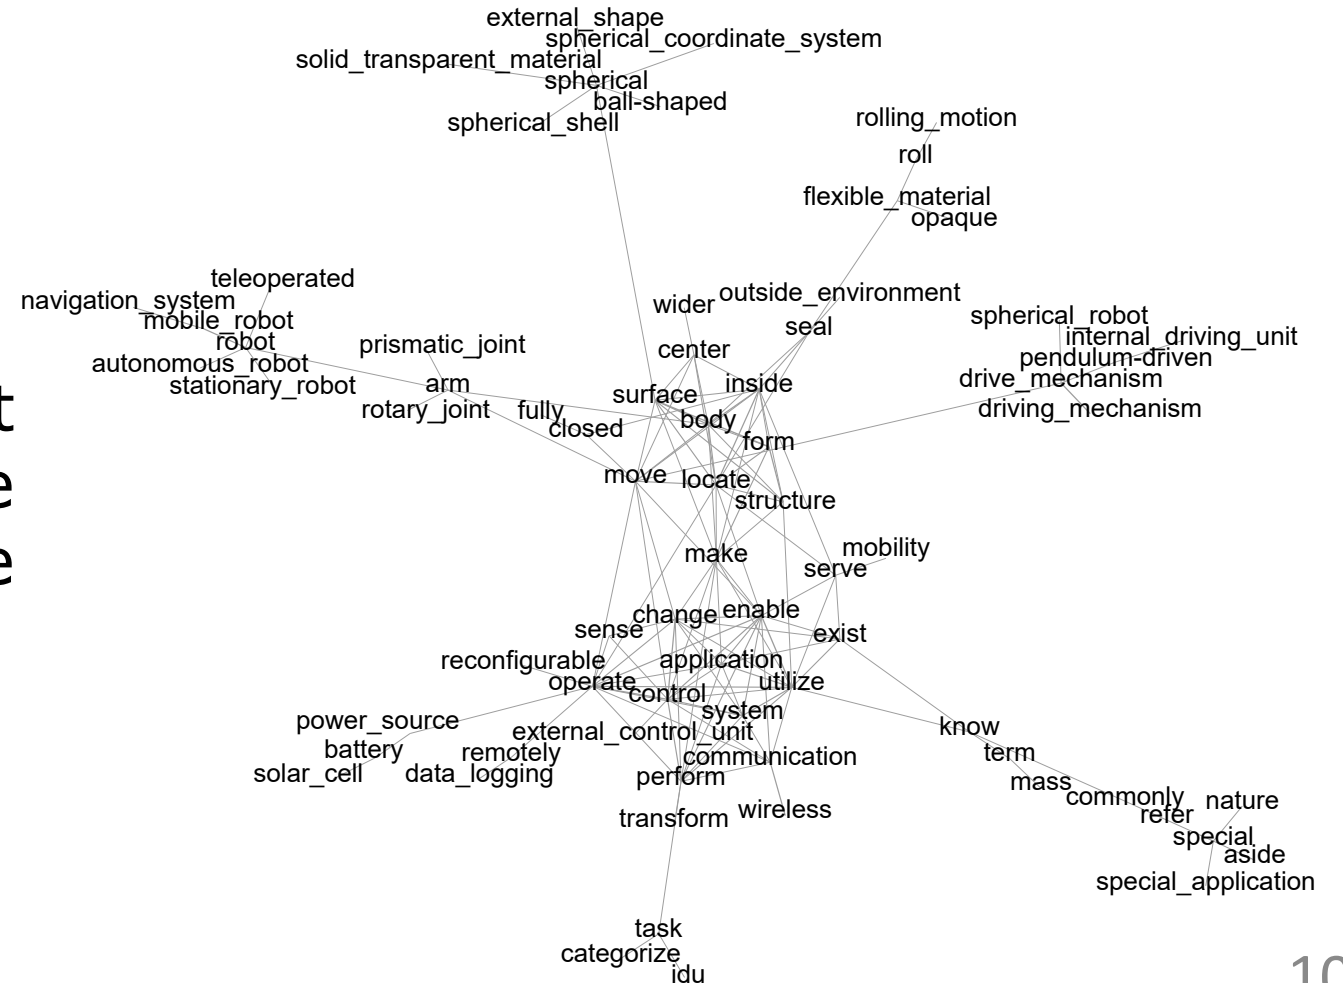 external_shape
spherical_coordinate_system
solid_transparent_material
spherical
ball-shaped
spherical_shell
rolling_motion
roll
flexible_material
opaque
teleoperated
navigation_system
mobile_robot
robot
autonomous_robot
stationary_robot
prismatic_joint
arm
rotary_joint
wider
outside_environment
seal
center
inside
surface
body
form
fully
closed
spherical_robot
internal_driving_unit
pendulum-driven
drive_mechanism
driving_mechanism
move
locate
structure
make
mobility
serve
change
enable
sense
exist
reconfigurable
application
operate
control
utilize
system
power_source
external_control_unit
battery
remotely
communication
solar_cell
data_logging
perform
transform
wireless
know
term
mass
commonly
refer
nature
special
aside
special_application
task
categorize
idu
t
e
e
10